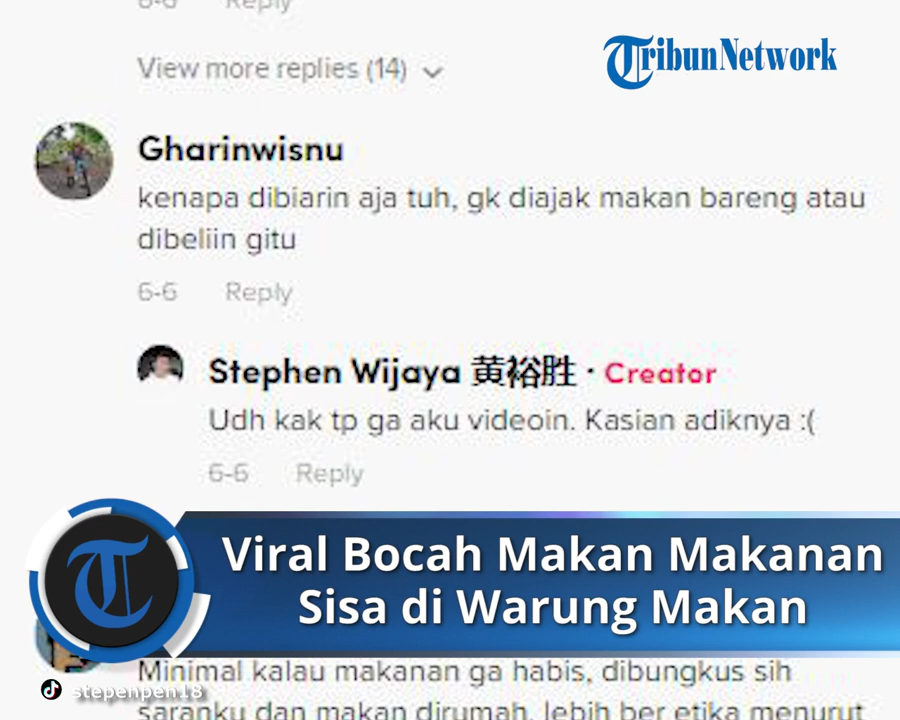 6-6 Reply
View more replies (14)
TribunNetwork
Gharinwisnu
kenapa dibiarin aja tuh, gk diajak makan bareng atau
dibeliin gitu
6-6 Reply
Stephen Wijaya 黄裕胜 · Creator
Udh kak tp ga aku videoin. Kasian adiknya :(
6-6 Reply
Viral Bocah Makan Makanan
Sisa di Warung Makan
Minimal kalau makanan ga habis, dibungkus sih
stepenpen18
saranku dan makan dirumah, lebih ber etika menurut